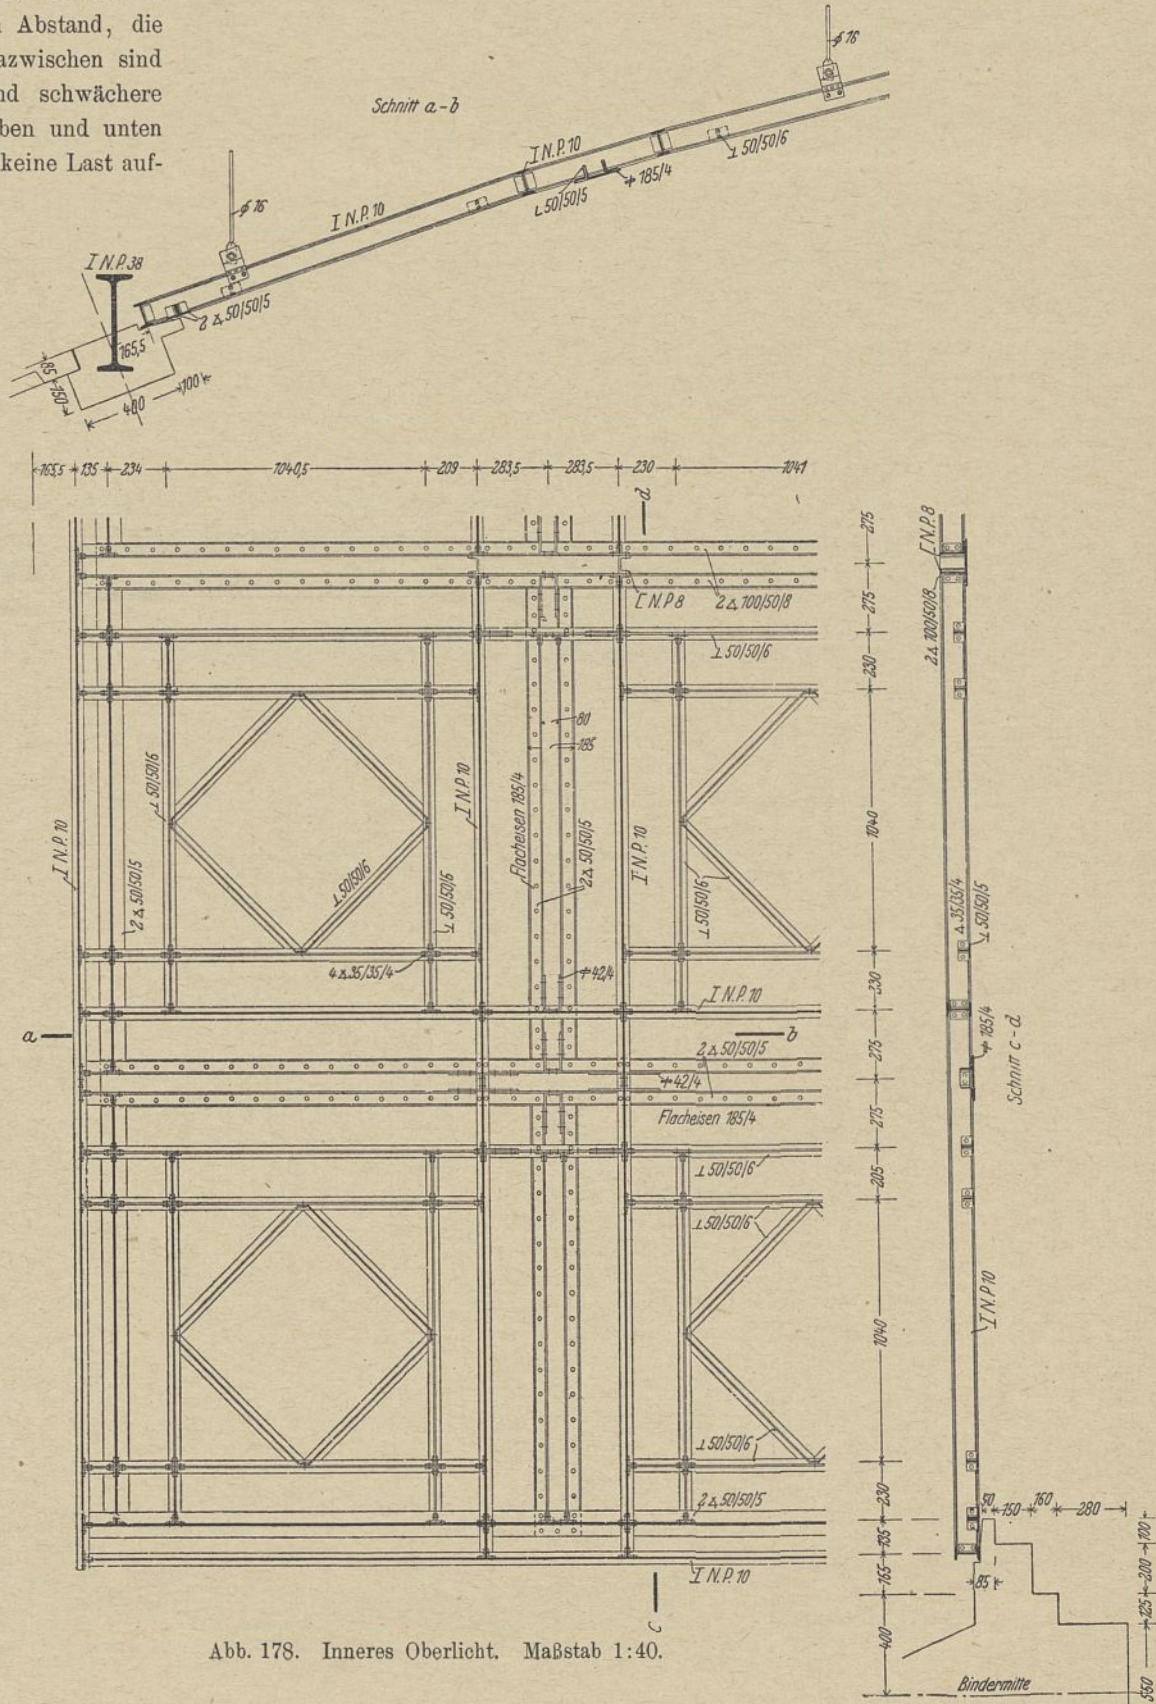 Abstand, die
azwischen sind
nd schwächere
ben und unten
keine Last auf-
Schnitt a-b
ϕ 16
I N.P. 10
⊥ 50/50/6
L 50/50/5
⌖ 185/4
ϕ 16
I N.P. 10
I N.P. 38
2 ∡ 50/50/5
165,5
85
150
400
100
165,5 135 234 1040,5 209 283,5 283,5 230 1041
d
275
[ N.P. 8
[ N.P. 8
2 ∡ 100/50/8
275
2 ∡ 100/50/8
⊥ 50/50/6
230
80
185
⊥ 50/50/6
I N.P. 10
Flacheisen 185/4
2 ∡ 50/50/5
I N.P. 10
1040
I N.P. 10
2 ∡ 50/50/5
⊥ 50/50/6
⊥ 50/50/6
⊥ 50/50/6
∡ 35/35/4
⊥ 50/50/5
4 ∡ 35/35/4
⌖ 42/4
I N.P. 10
230
a
b
2 ∡ 50/50/5
275
⌖ 185/4
Schnitt c-d
⌖ 42/4
Flacheisen 185/4
275
⊥ 50/50/6
205
⊥ 50/50/6
1040
I N.P. 10
⊥ 50/50/6
2 ∡ 50/50/5
230
50 150 160 280
135
100
I N.P. 10
165
85
200
125
c
400
Abb. 178. Inneres Oberlicht. Maßstab 1:40.
Bindermitte
550